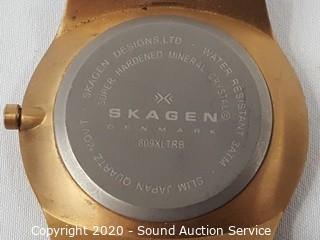 SKAGEN DESIGNS, LTD - WATER RESISTANT 3ATM - SLIM JAPAN QUARTZ MOV'T
SUPER HARDENED MINERAL CRYSTAL®
SKAGEN
DENMARK
809XLTRB
Copyright 2020 - Sound Auction Service